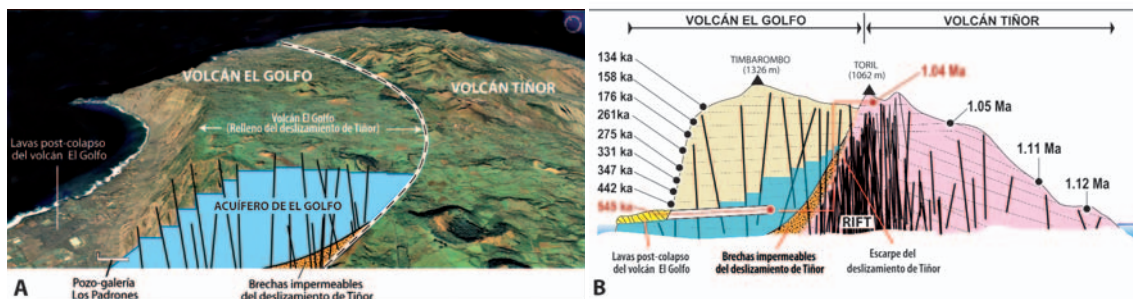 VOLCÁN EL GOLFO
VOLCÁN TIÑOR
Volcán El Golfo
(Relleno del deslizamiento de Tiñor)
Lavas post-colapso
del volcán El Golfo
ACUÍFERO DE EL GOLFO
Pozo-galería
Los Padrones
Brechas impermeables
del deslizamiento de Tiñor
A
VOLCÁN EL GOLFO
VOLCÁN TIÑOR
TIMBAROMBO
(1326 m)
TORIL
(1062 m)
1.04 Ma
134 ka
158 ka
176 ka
261ka
275 ka
331 ka
347 ka
442 ka
545 ka
1.05 Ma
1.11 Ma
1.12 Ma
RIFT
Lavas post-colapso
del volcán El Golfo
Brechas impermeables
del deslizamiento de Tiñor
Escarpe del
deslizamiento de Tiñor
B